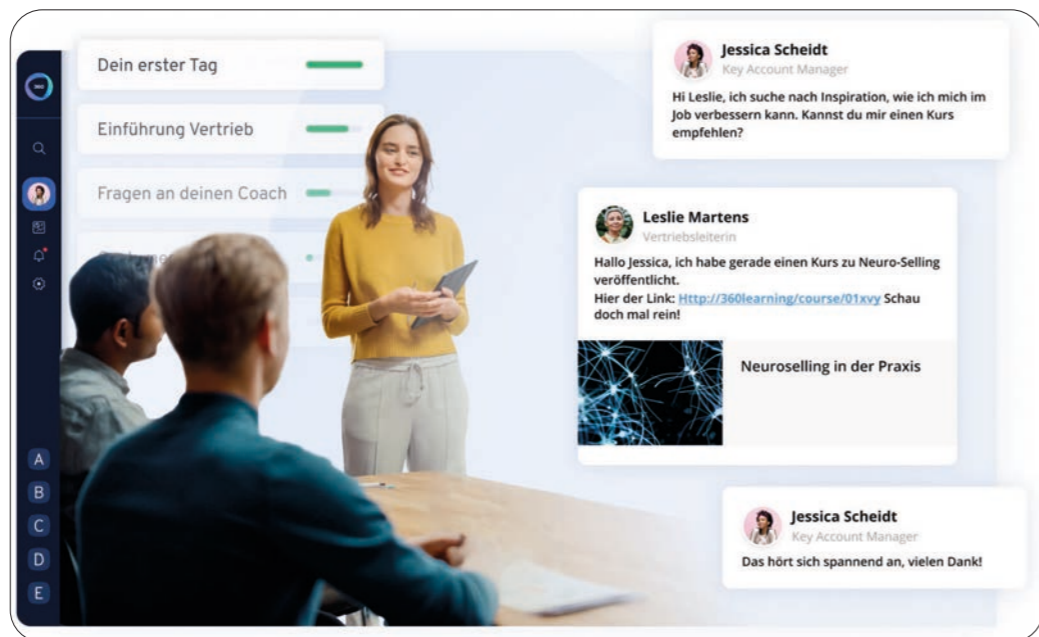 360
Dein erster Tag
Einführung Vertrieb
Fragen an deinen Coach
A
B
C
D
E
Jessica Scheidt
Key Account Manager
Hi Leslie, ich suche nach Inspiration, wie ich mich im
Job verbessern kann. Kannst du mir einen Kurs
empfehlen?
Leslie Martens
Vertriebsleiterin
Hallo Jessica, ich habe gerade einen Kurs zu Neuro-Selling
veröffentlicht.
Hier der Link: Http://360learning/course/01xvy Schau
doch mal rein!
Neuroselling in der Praxis
Jessica Scheidt
Key Account Manager
Das hört sich spannend an, vielen Dank!